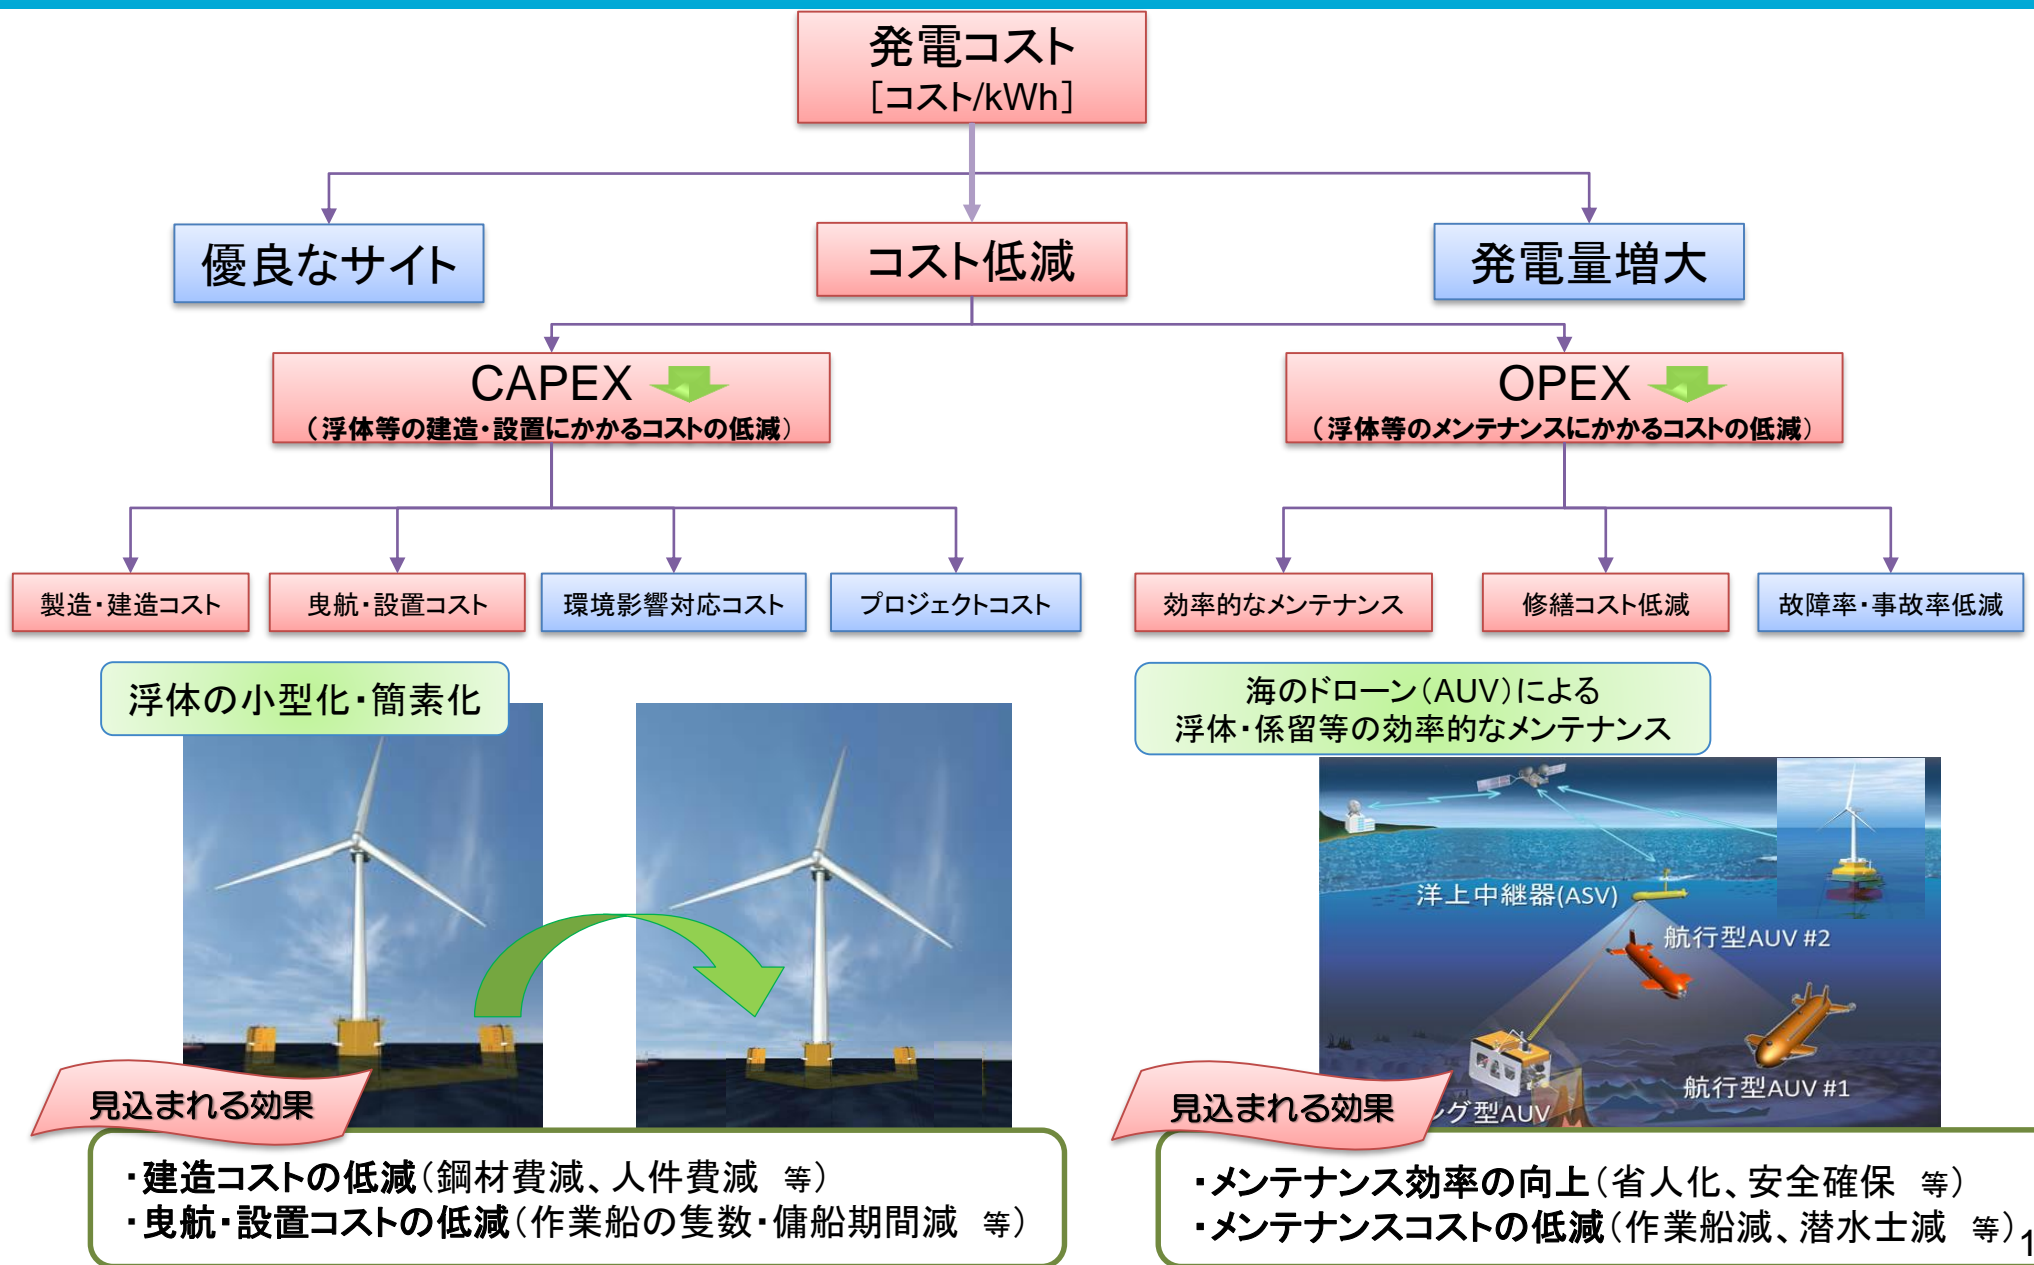 発電コスト
[コスト/kWh]
優良なサイト
コスト低減
発電量増大
CAPEX
（浮体等の建造・設置にかかるコストの低減）
OPEX
（浮体等のメンテナンスにかかるコストの低減）
製造・建造コスト
曳航・設置コスト
環境影響対応コスト
プロジェクトコスト
効率的なメンテナンス
修繕コスト低減
故障率・事故率低減
浮体の小型化・簡素化
海のドローン（AUV）による
浮体・係留等の効率的なメンテナンス
洋上中継器(ASV)
航行型AUV #2
航行型AUV #1
グ型AUV
見込まれる効果
・建造コストの低減（鋼材費減、人件費減 等）
・曳航・設置コストの低減（作業船の隻数・傭船期間減 等）
見込まれる効果
・メンテナンス効率の向上（省人化、安全確保 等）
・メンテナンスコストの低減（作業船減、潜水士減 等）
1